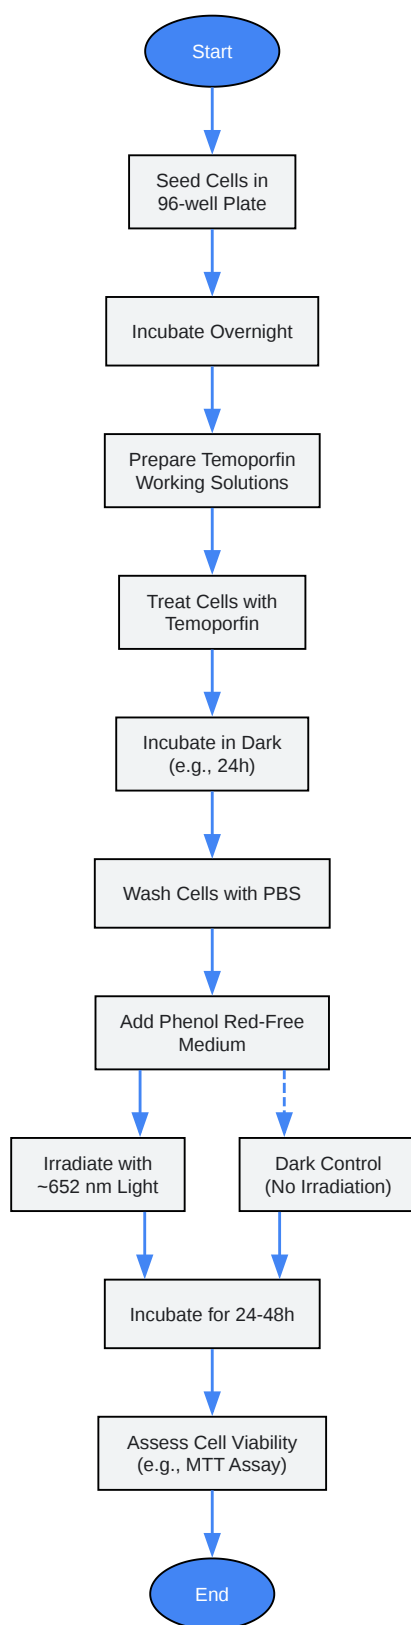 Start
Seed Cells in
96-well Plate
Incubate Overnight
Prepare Temoporfin
Working Solutions
Treat Cells with
Temoporfin
Incubate in Dark
(e.g., 24h)
Wash Cells with PBS
Add Phenol Red-Free
Medium
Irradiate with
~652 nm Light
Dark Control
(No Irradiation)
Incubate for 24-48h
Assess Cell Viability
(e.g., MTT Assay)
End